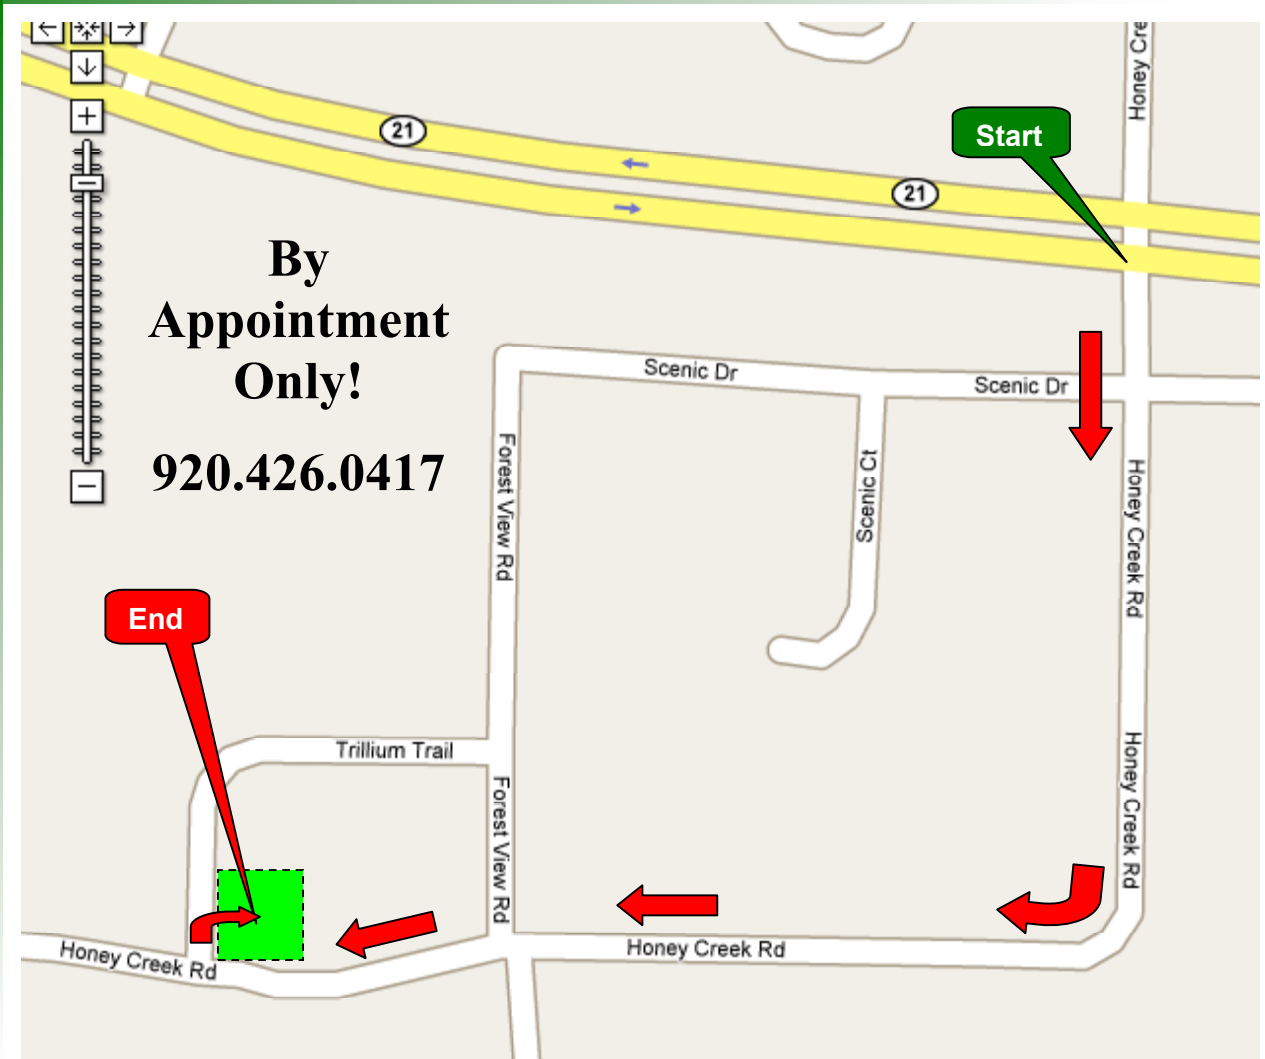 Honey Cre
21
Start
21
By
Appointment
Only!
920.426.0417
Scenic Dr
Scenic Dr
Forest View Rd
Scenic Ct
Honey Creek Rd
End
Trillium Trail
Forest View Rd
Honey Creek Rd
Honey Creek Rd
Honey Creek Rd